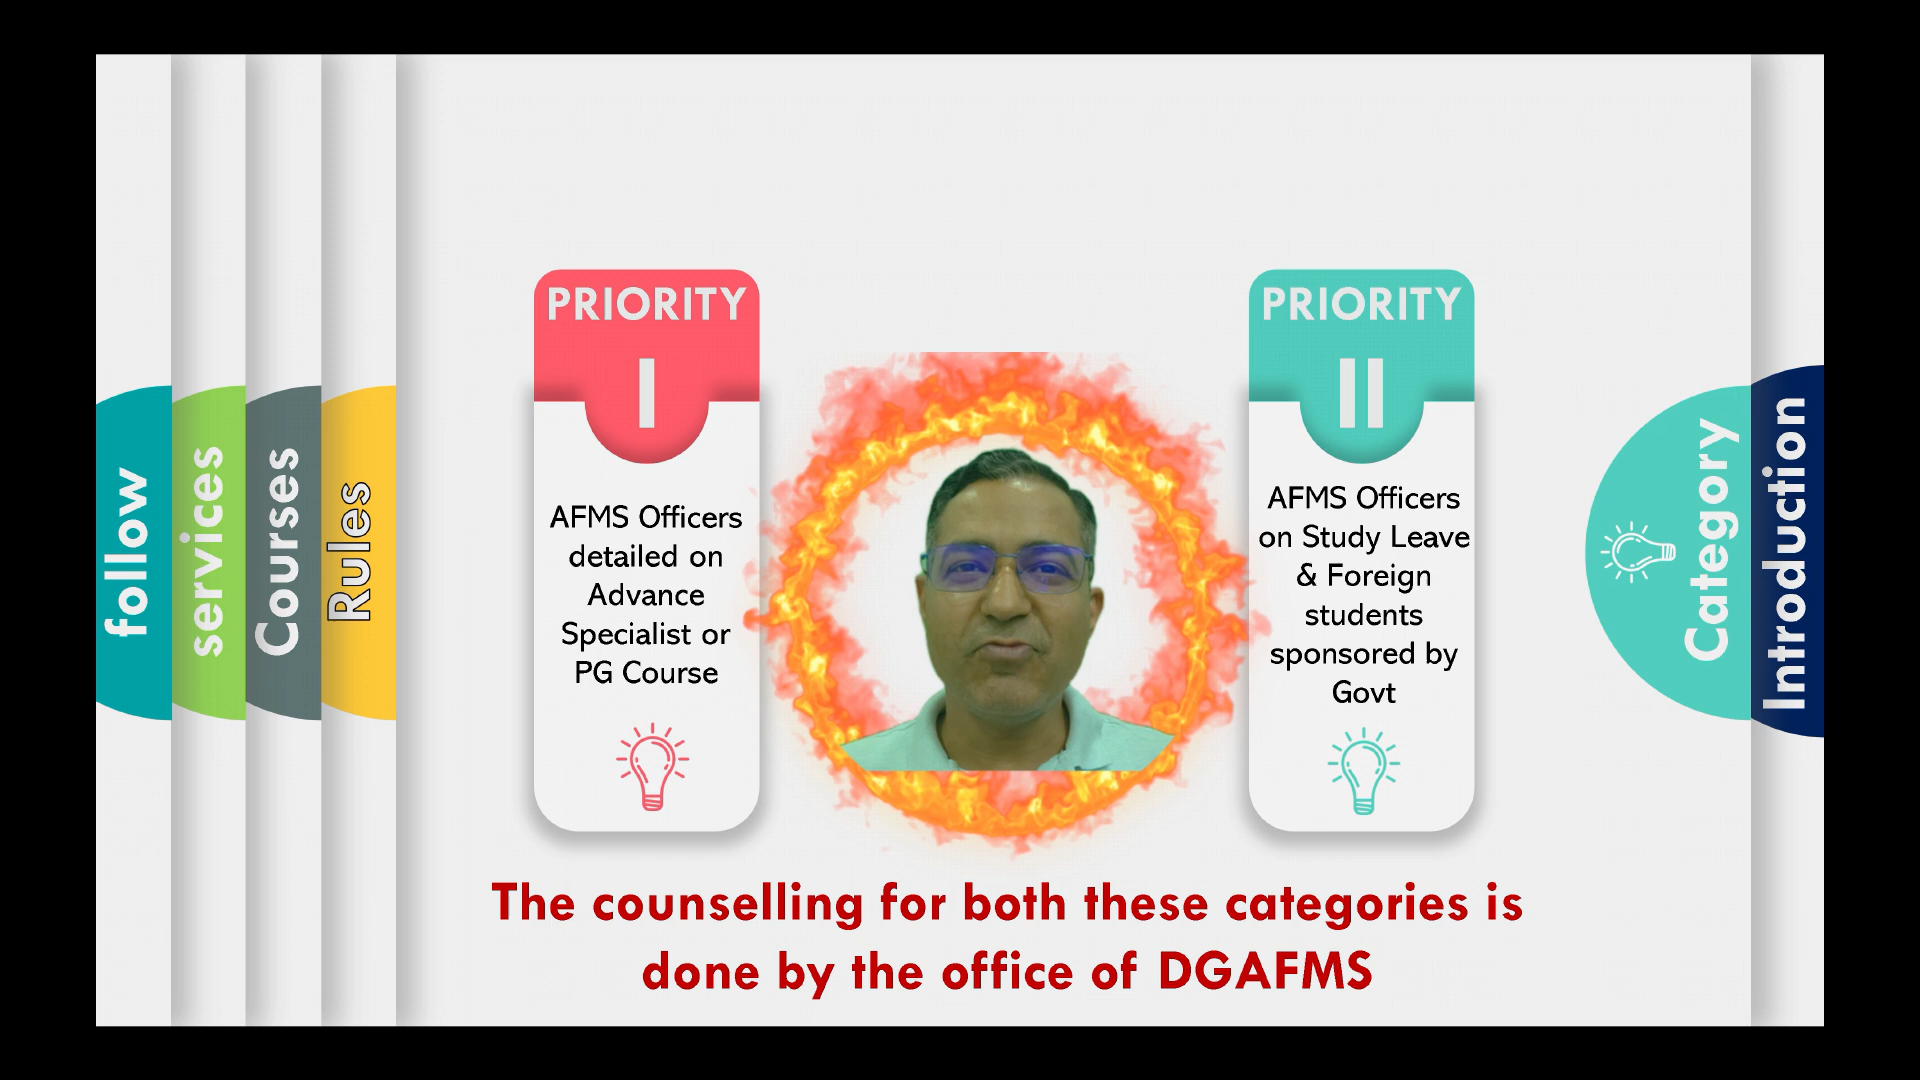 follow
services
Courses
Rules
PRIORITY
I
AFMS Officers
detailed on
Advance
Specialist or
PG Course
PRIORITY
II
AFMS Officers
on Study Leave
& Foreign
students
sponsored by
Govt
Category
Introduction
The counselling for both these categories is
done by the office of DGAFMS